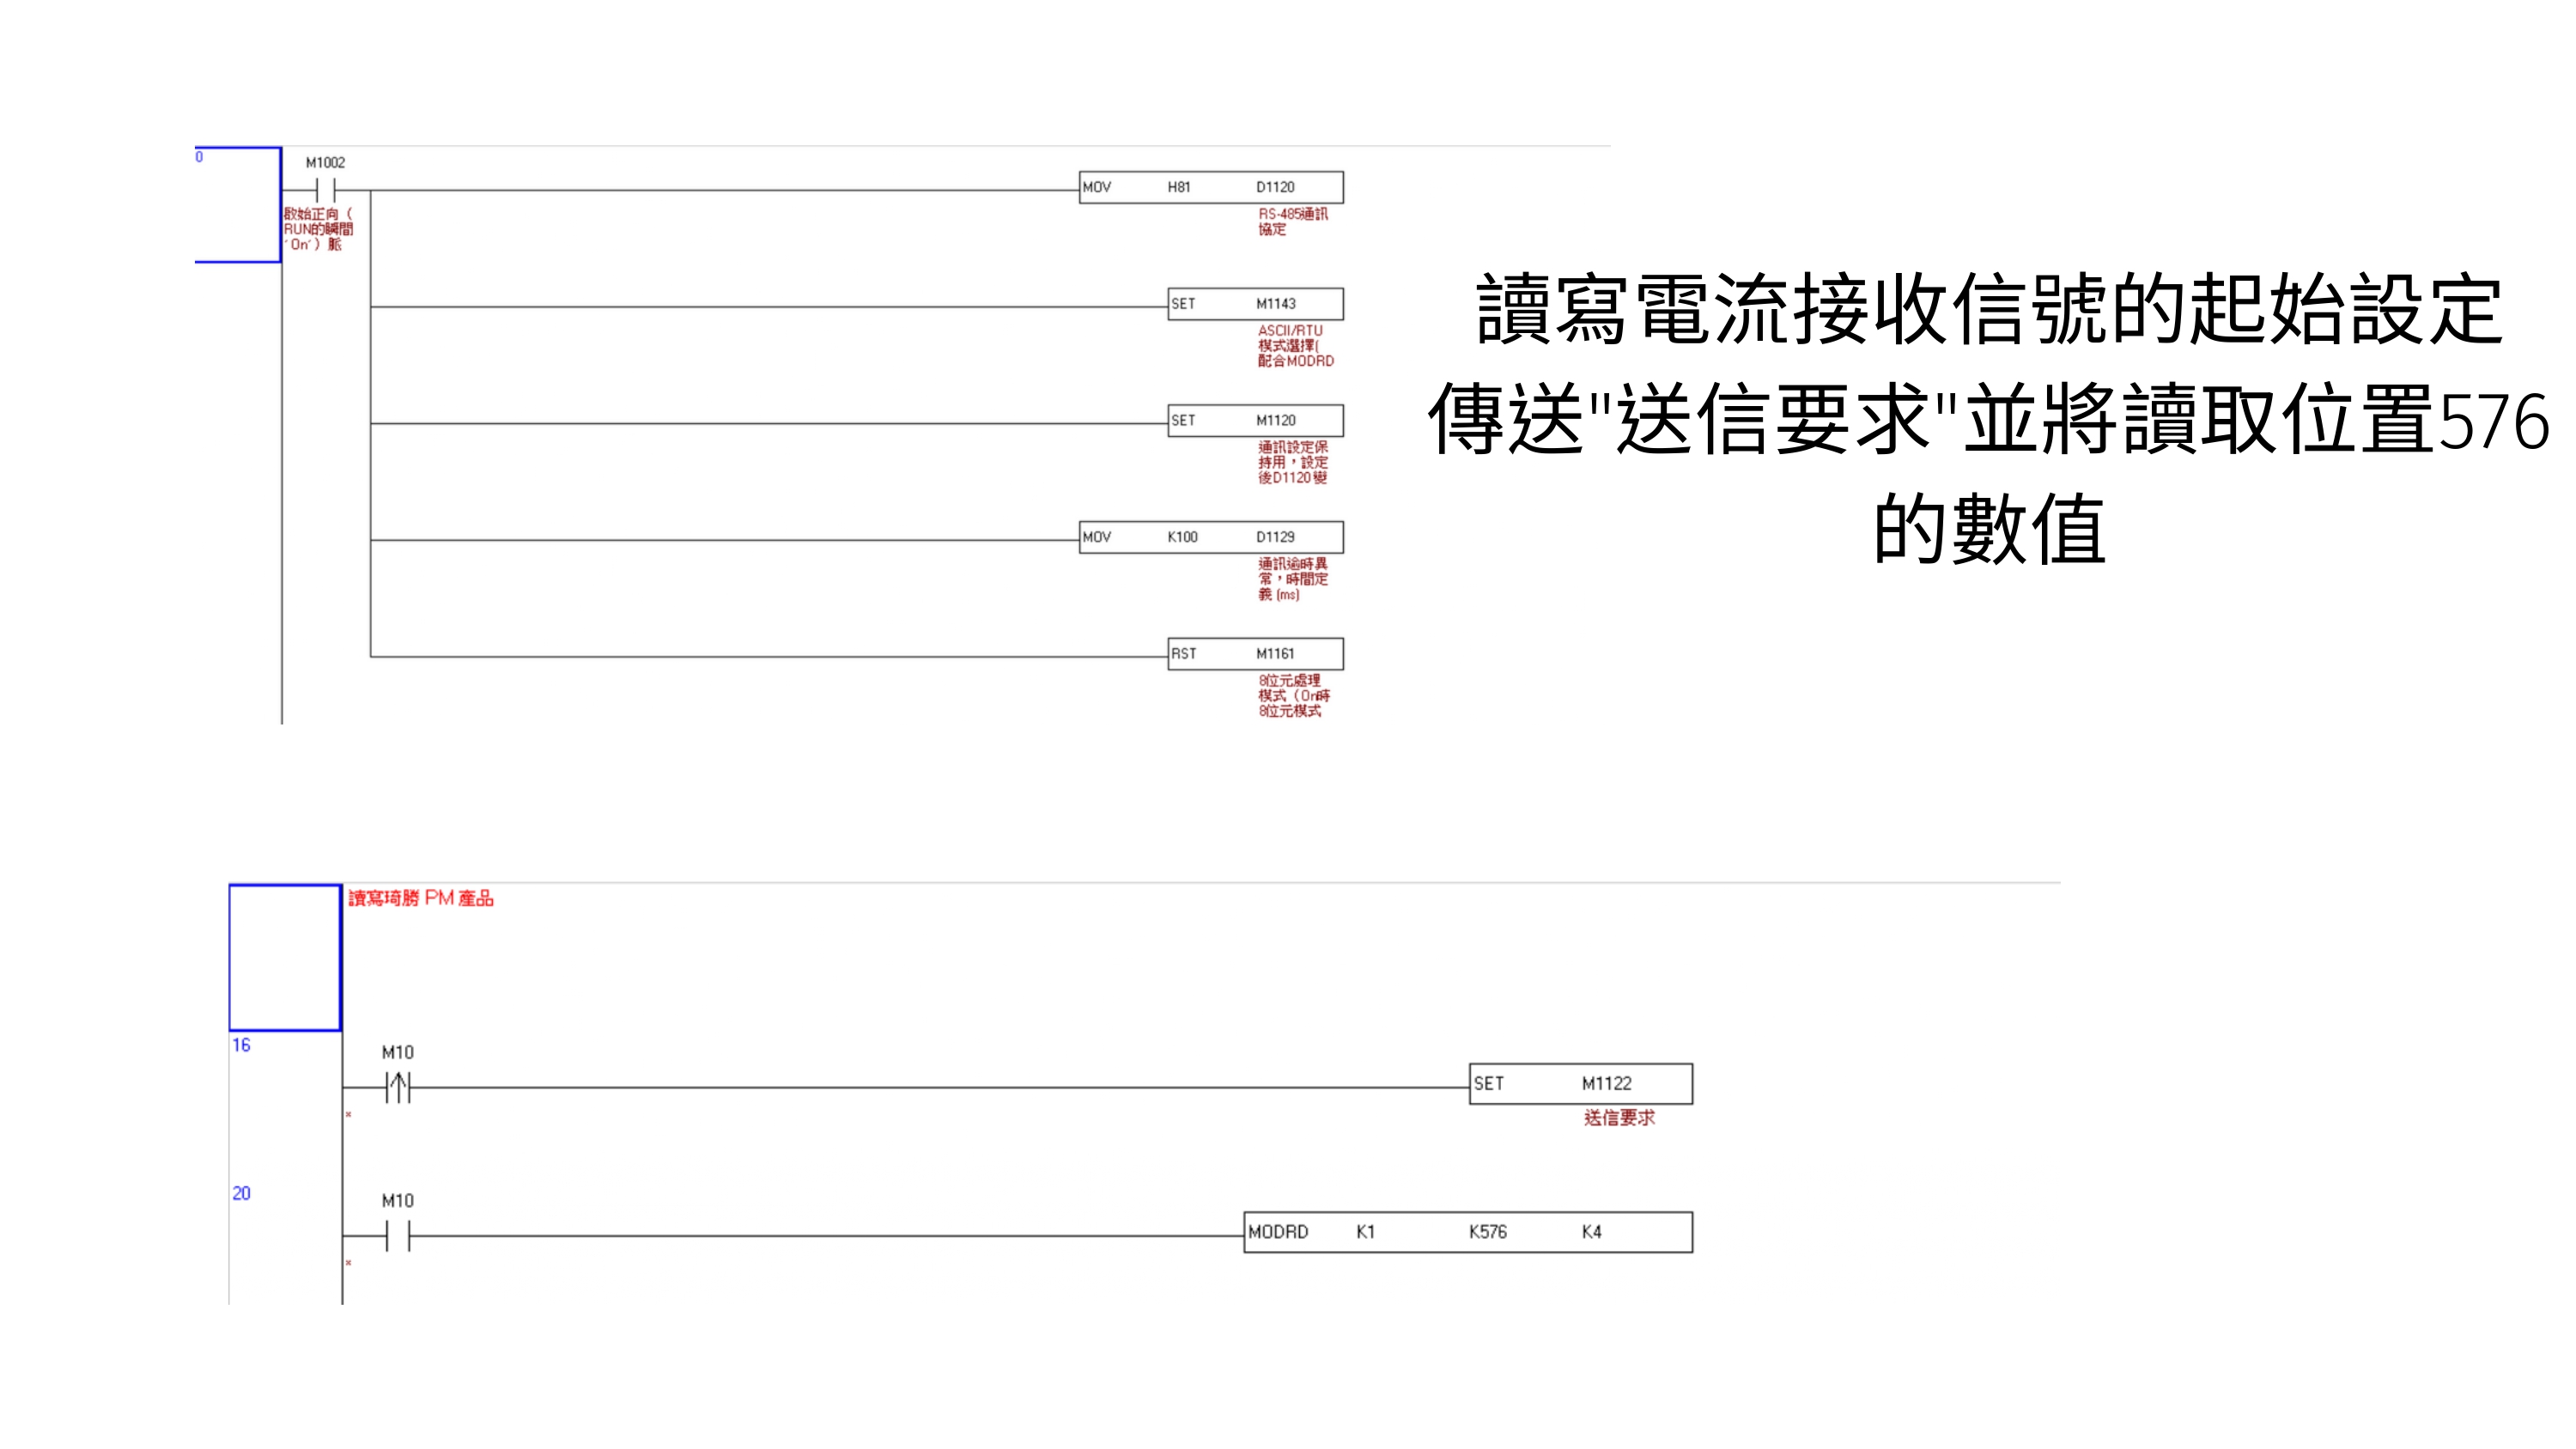 0
M1002
啟始正向（
RUN的瞬間
'On'）脈
MOV H81 D1120
RS-485通訊
協定
SET M1143
ASCII/RTU
模式選擇(
配合MODRD
SET M1120
通訊設定保
持用，設定
後D1120變
MOV K100 D1129
通訊逾時異
常，時間定
義 (ms)
RST M1161
8位元處理
模式（On時
8位元模式
讀寫電流接收信號的起始設定
傳送"送信要求"並將讀取位置576
的數值
讀寫琦勝 PM 產品
16
M10
SET M1122
送信要求
20
M10
MODRD K1 K576 K4